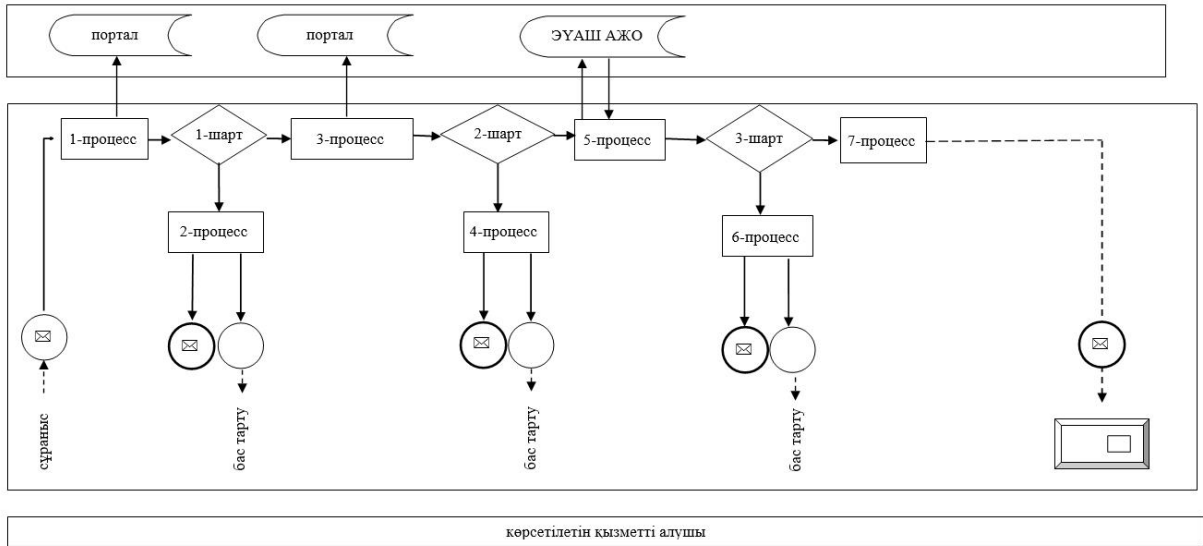 портал
портал
ЭҮАШ АЖО
1-процесс
1-шарт
3-процесс
2-шарт
5-процесс
3-шарт
7-процесс
2-процесс
4-процесс
6-процесс
сұраныс
бас тарту
бас тарту
бас тарту
көрсетілетін қызметті алушы